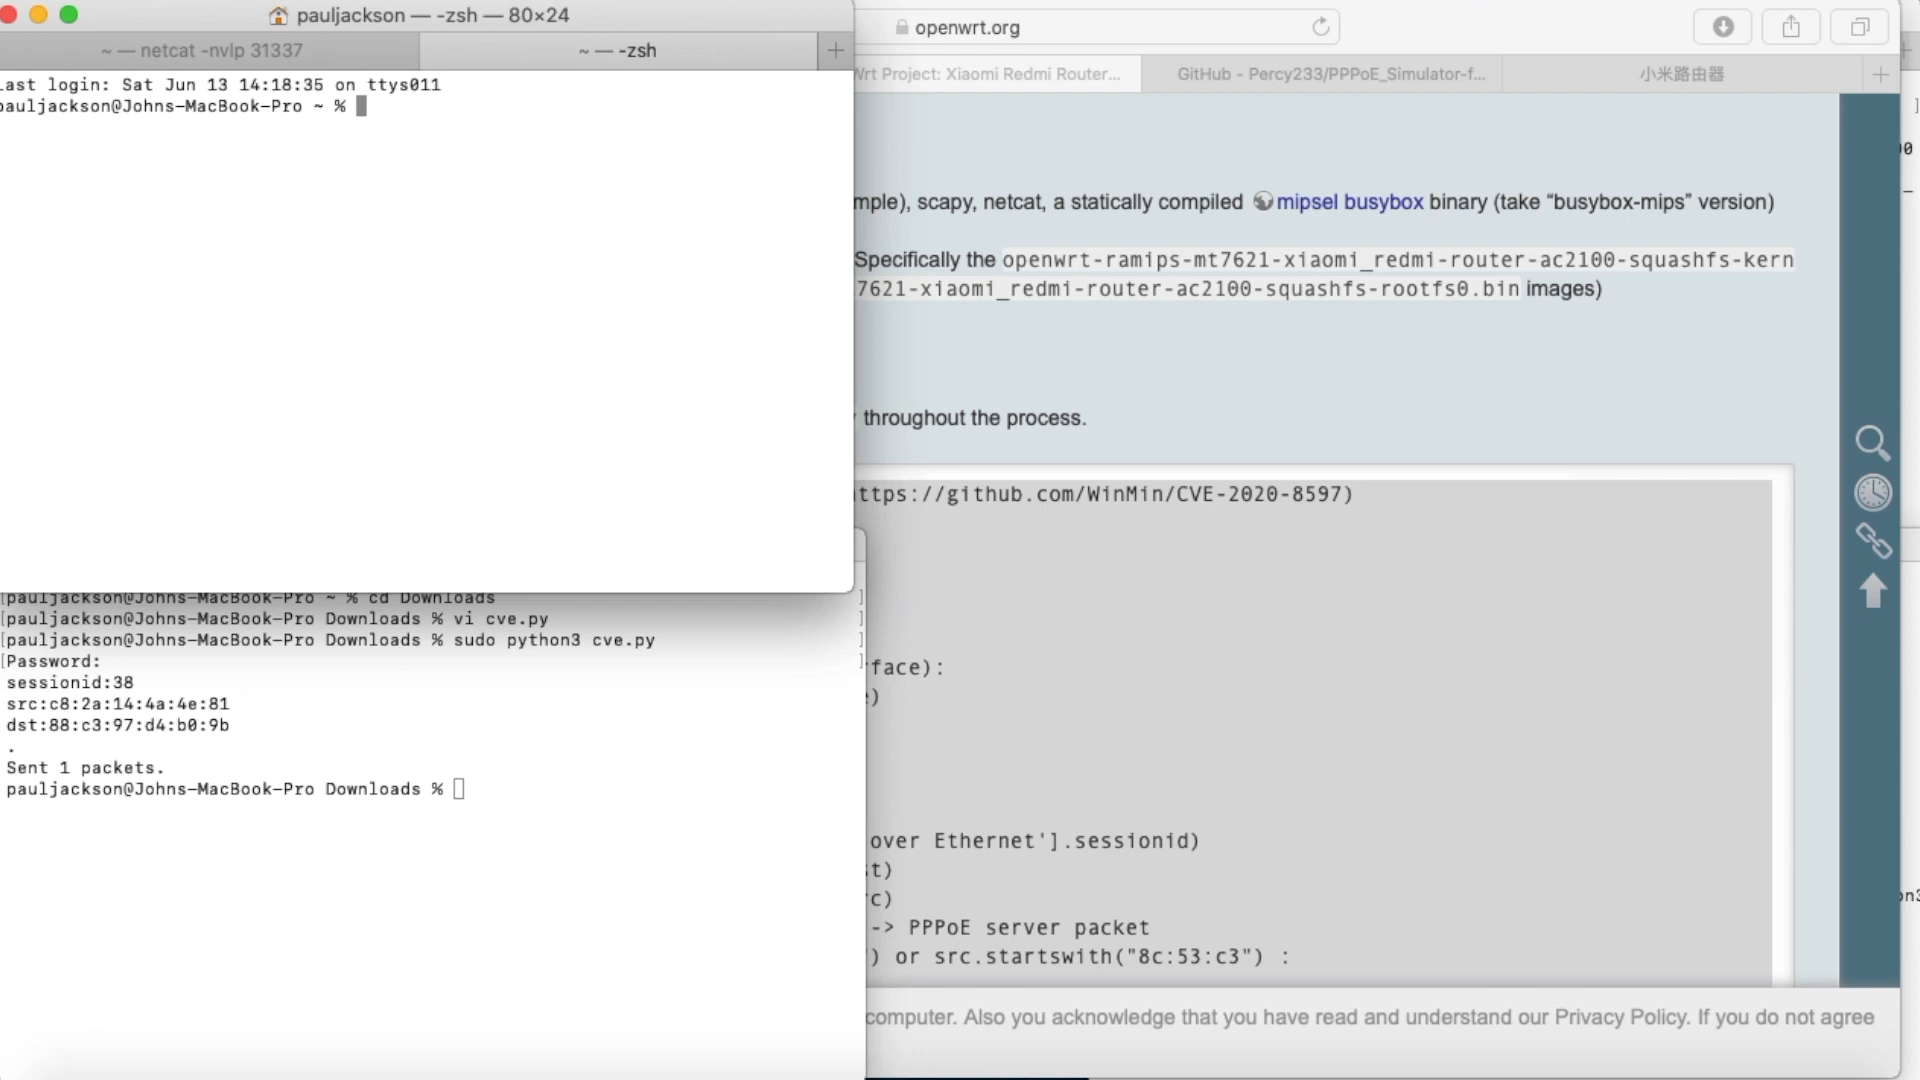 pauljackson — -zsh — 80×24
~ — netcat -nvlp 31337
~ — -zsh
Last login: Sat Jun 13 14:18:35 on ttys011
pauljackson@Johns-MacBook-Pro ~ %
[pauljackson@Johns-MacBook-Pro ~ % cd Downloads ]
[pauljackson@Johns-MacBook-Pro Downloads % vi cve.py ]
[pauljackson@Johns-MacBook-Pro Downloads % sudo python3 cve.py ]
[Password: ]
sessionid:38
src:c8:2a:14:4a:4e:81
dst:88:c3:97:d4:b0:9b
.
Sent 1 packets.
pauljackson@Johns-MacBook-Pro Downloads %
openwrt.org
Wrt Project: Xiaomi Redmi Router...
GitHub - Percy233/PPPoE_Simulator-f...
小米路由器
mple), scapy, netcat, a statically compiled mipsel busybox binary (take “busybox-mips” version)
Specifically the openwrt-ramips-mt7621-xiaomi_redmi-router-ac2100-squashfs-kern
7621-xiaomi_redmi-router-ac2100-squashfs-rootfs0.bin images)
throughout the process.
ttps://github.com/WinMin/CVE-2020-8597)
face):
e)
over Ethernet'].sessionid)
st)
rc)
-> PPPoE server packet
) or src.startswith("8c:53:c3") :
computer. Also you acknowledge that you have read and understand our Privacy Policy. If you do not agree